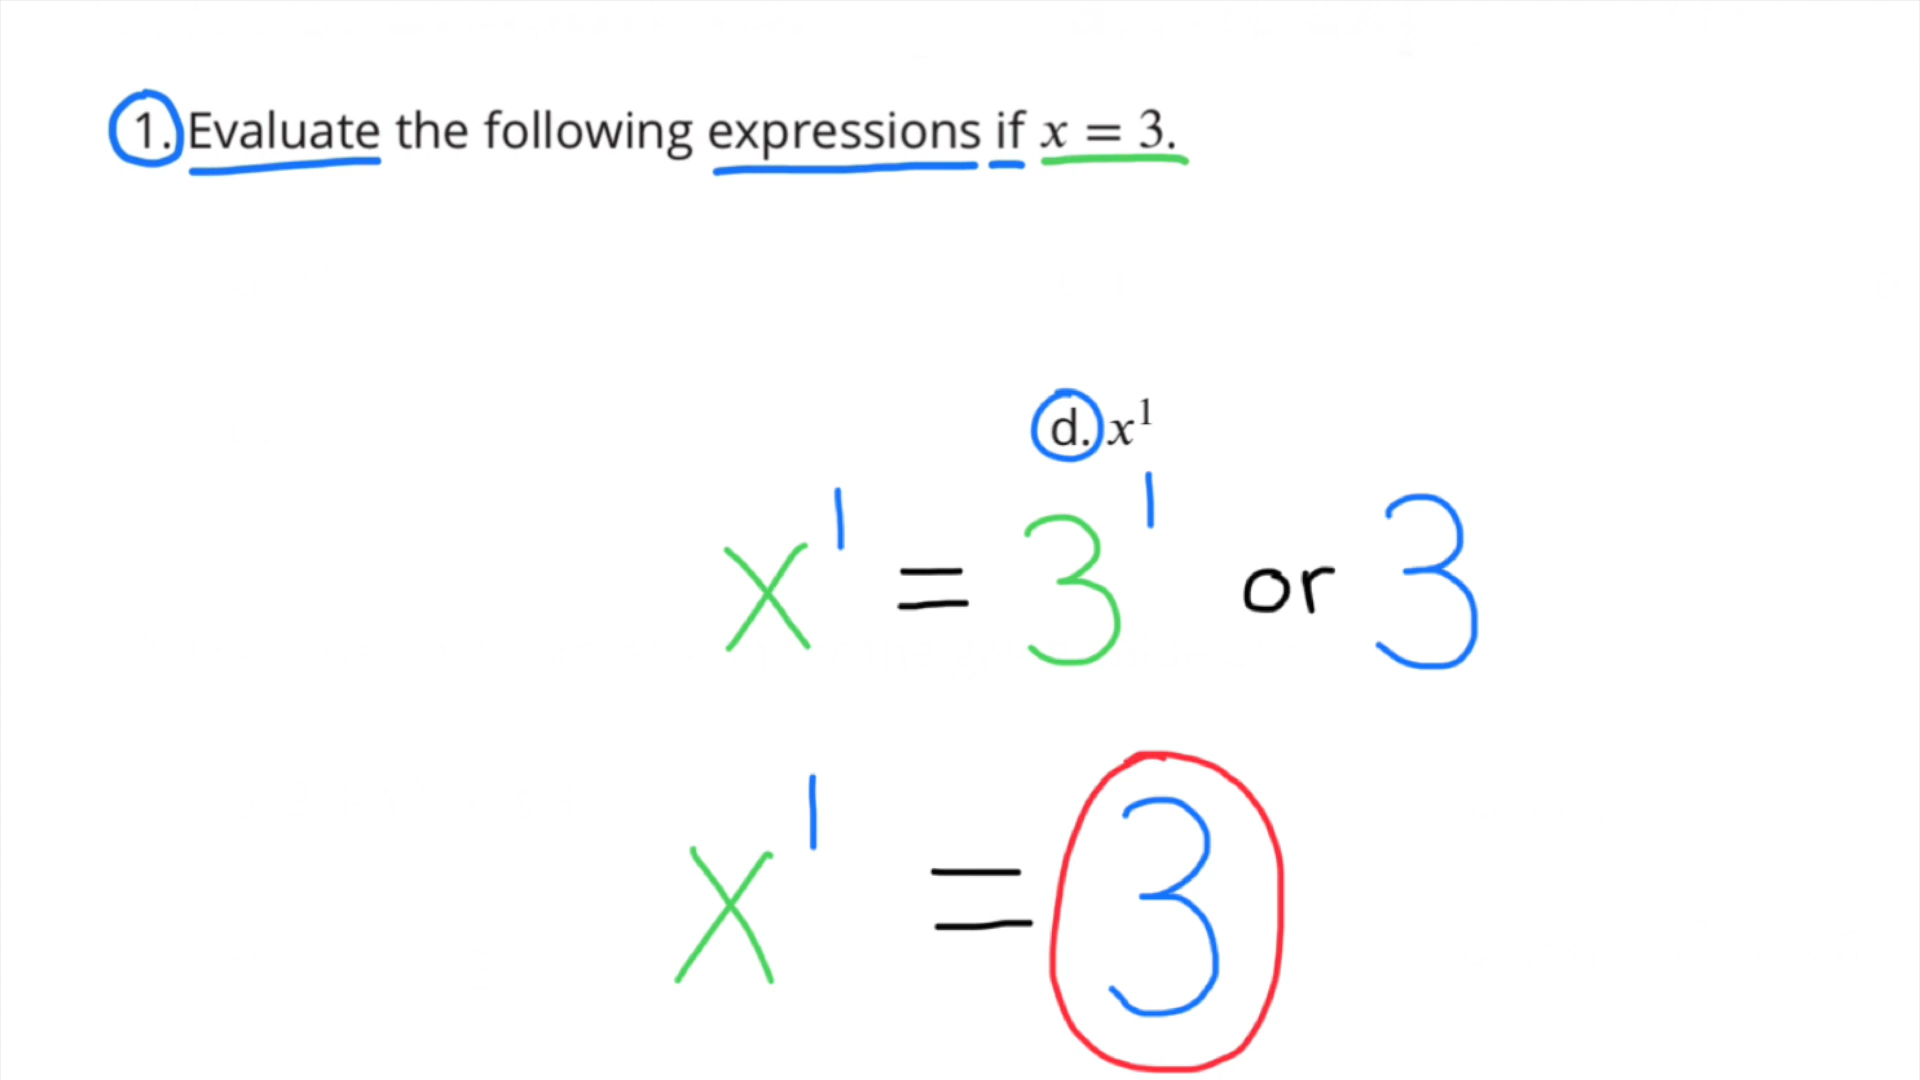 1. Evaluate the following expressions if x = 3.
d. x¹
x¹ = 3¹ or 3
x¹ = 3